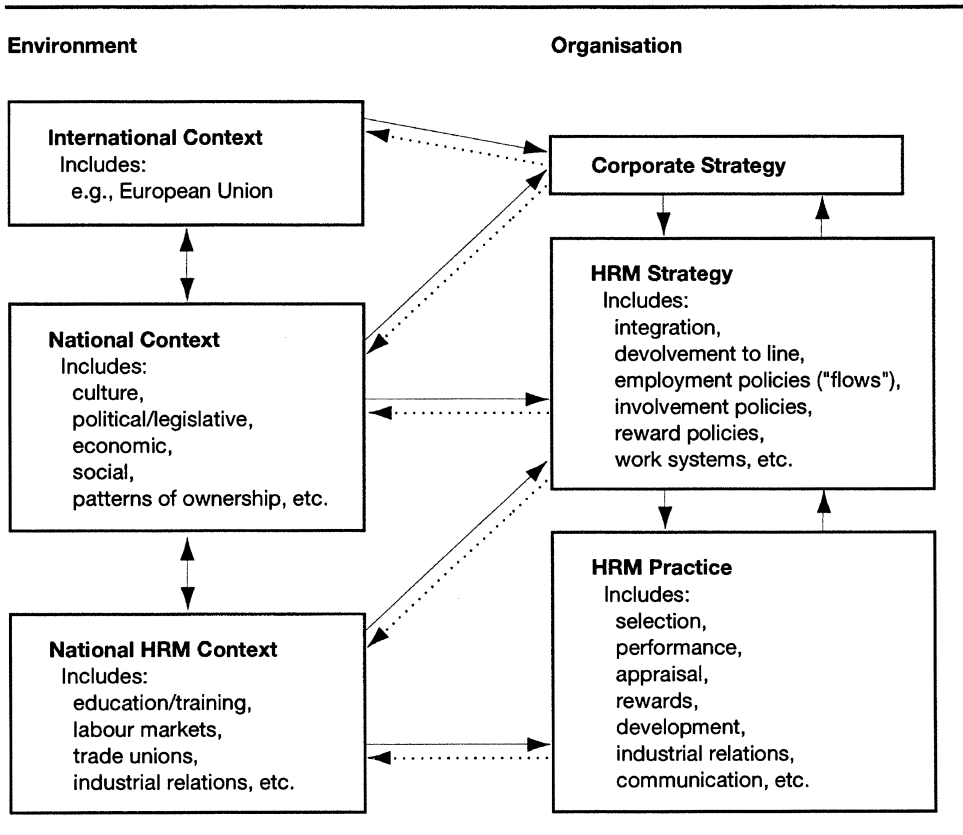 Environment
International Context
Includes:
e.g., European Union
National Context
Includes:
culture,
political/legislative,
economic,
social,
patterns of ownership, etc.
National HRM Context
Includes:
education/training,
labour markets,
trade unions,
industrial relations, etc.
Organisation
Corporate Strategy
HRM Strategy
Includes:
integration,
devolvement to line,
employment policies ("flows"),
involvement policies,
reward policies,
work systems, etc.
HRM Practice
Includes:
selection,
performance,
appraisal,
rewards,
development,
industrial relations,
communication, etc.